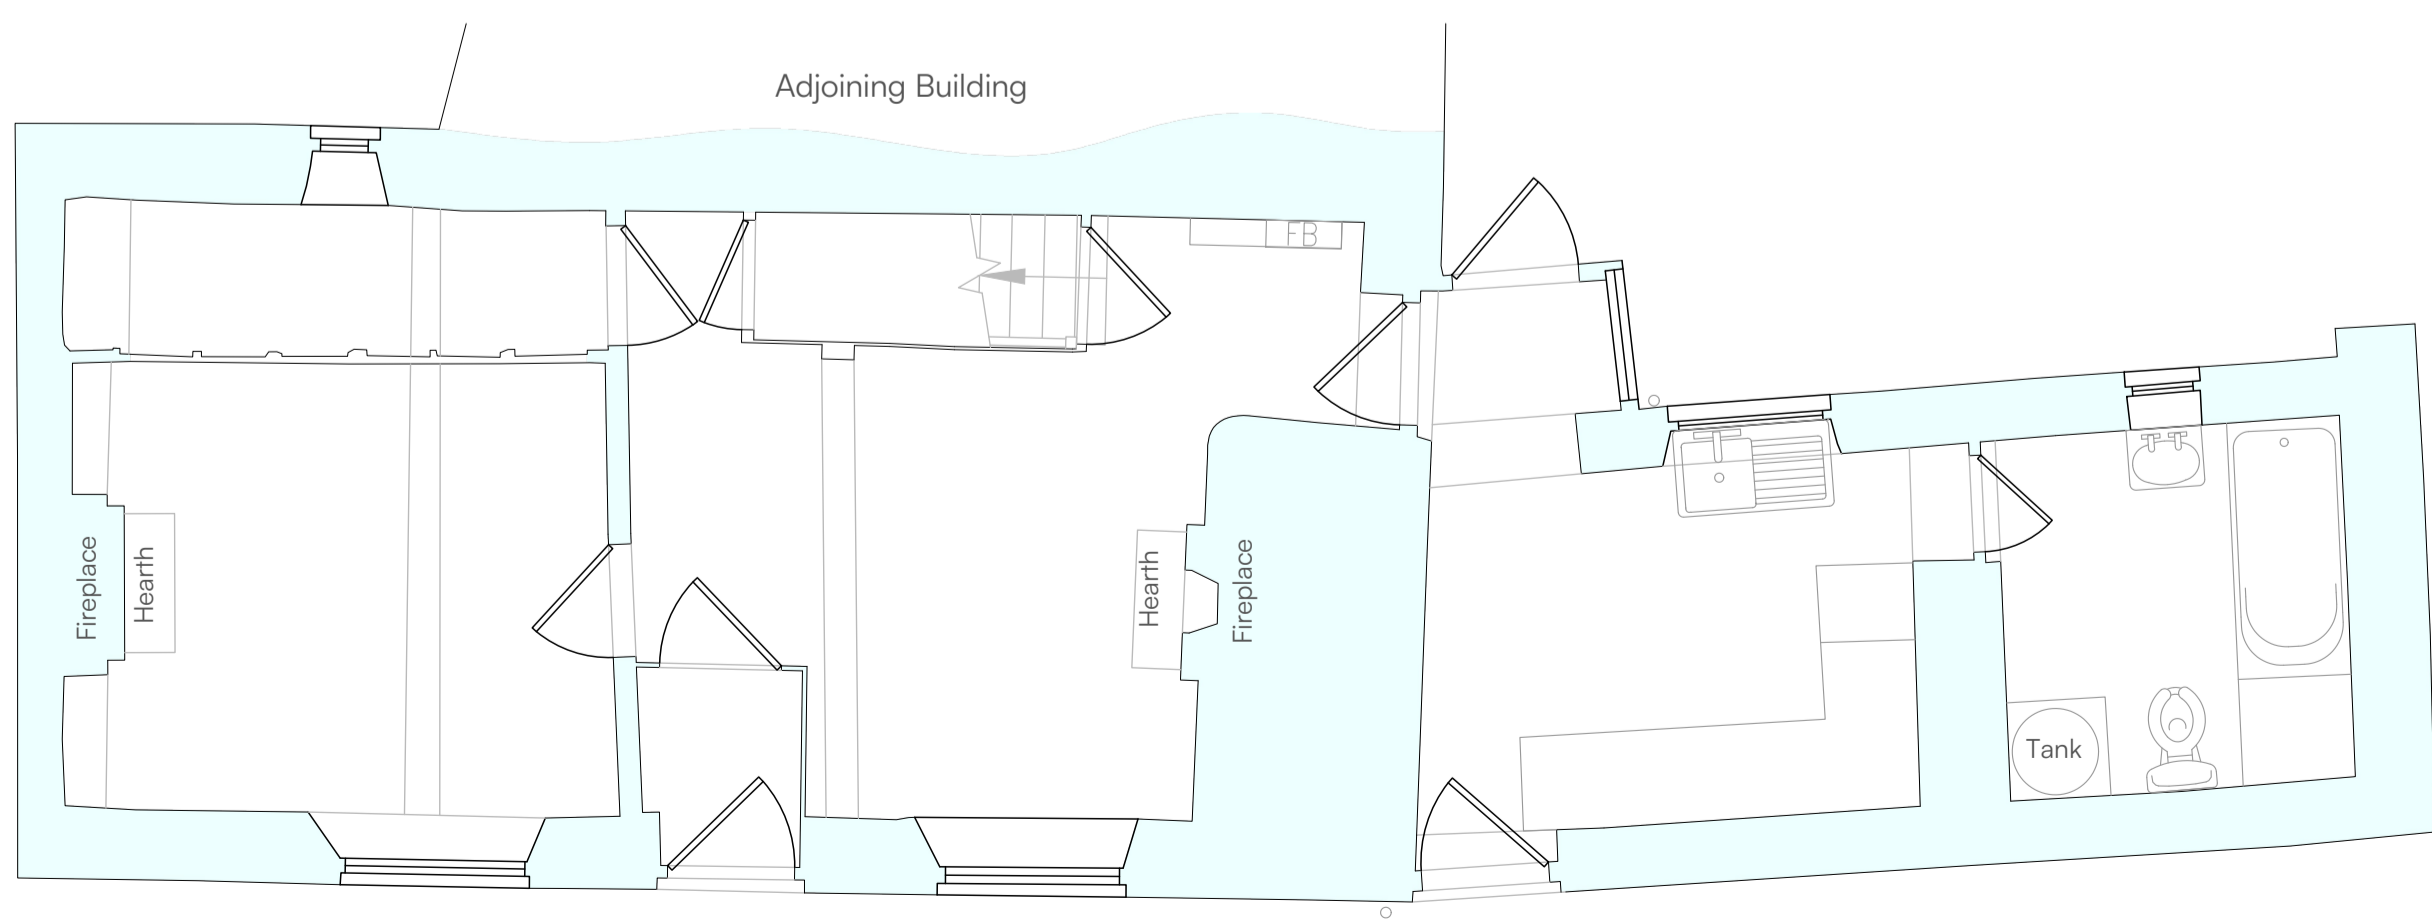 Adjoining Building
FB
Fireplace
Hearth
Hearth
Fireplace
Tank